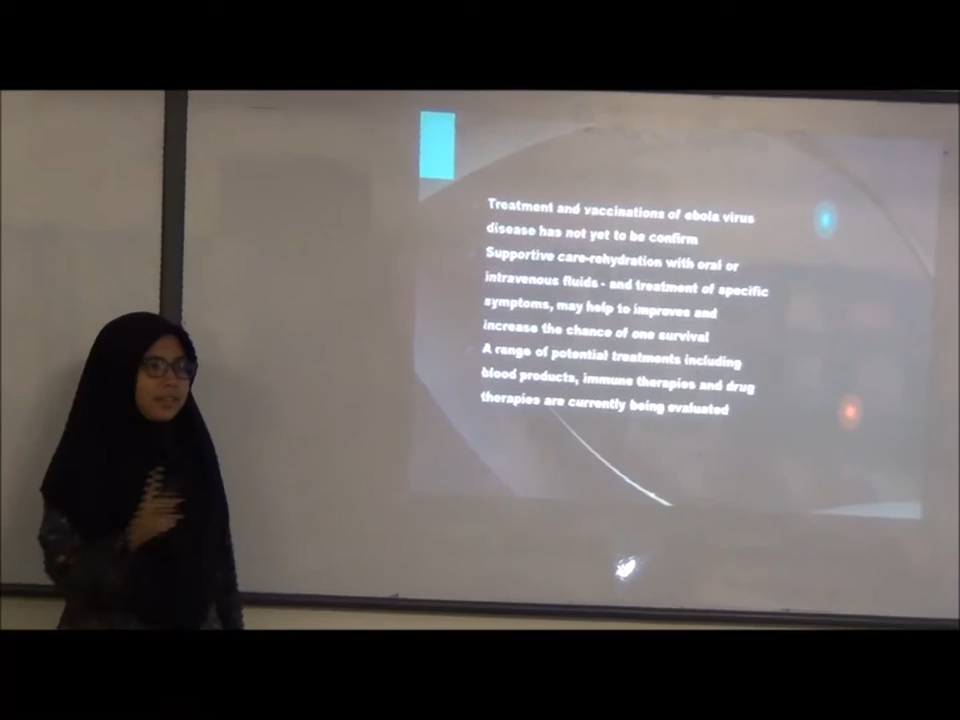 Treatment and vaccinations of ebola virus
disease has not yet to be confirm
Supportive care-rehydration with oral or
intravenous fluids - and treatment of specific
symptoms, may help to improves and
increase the chance of one survival
A range of potential treatments including
blood products, immune therapies and drug
therapies are currently being evaluated